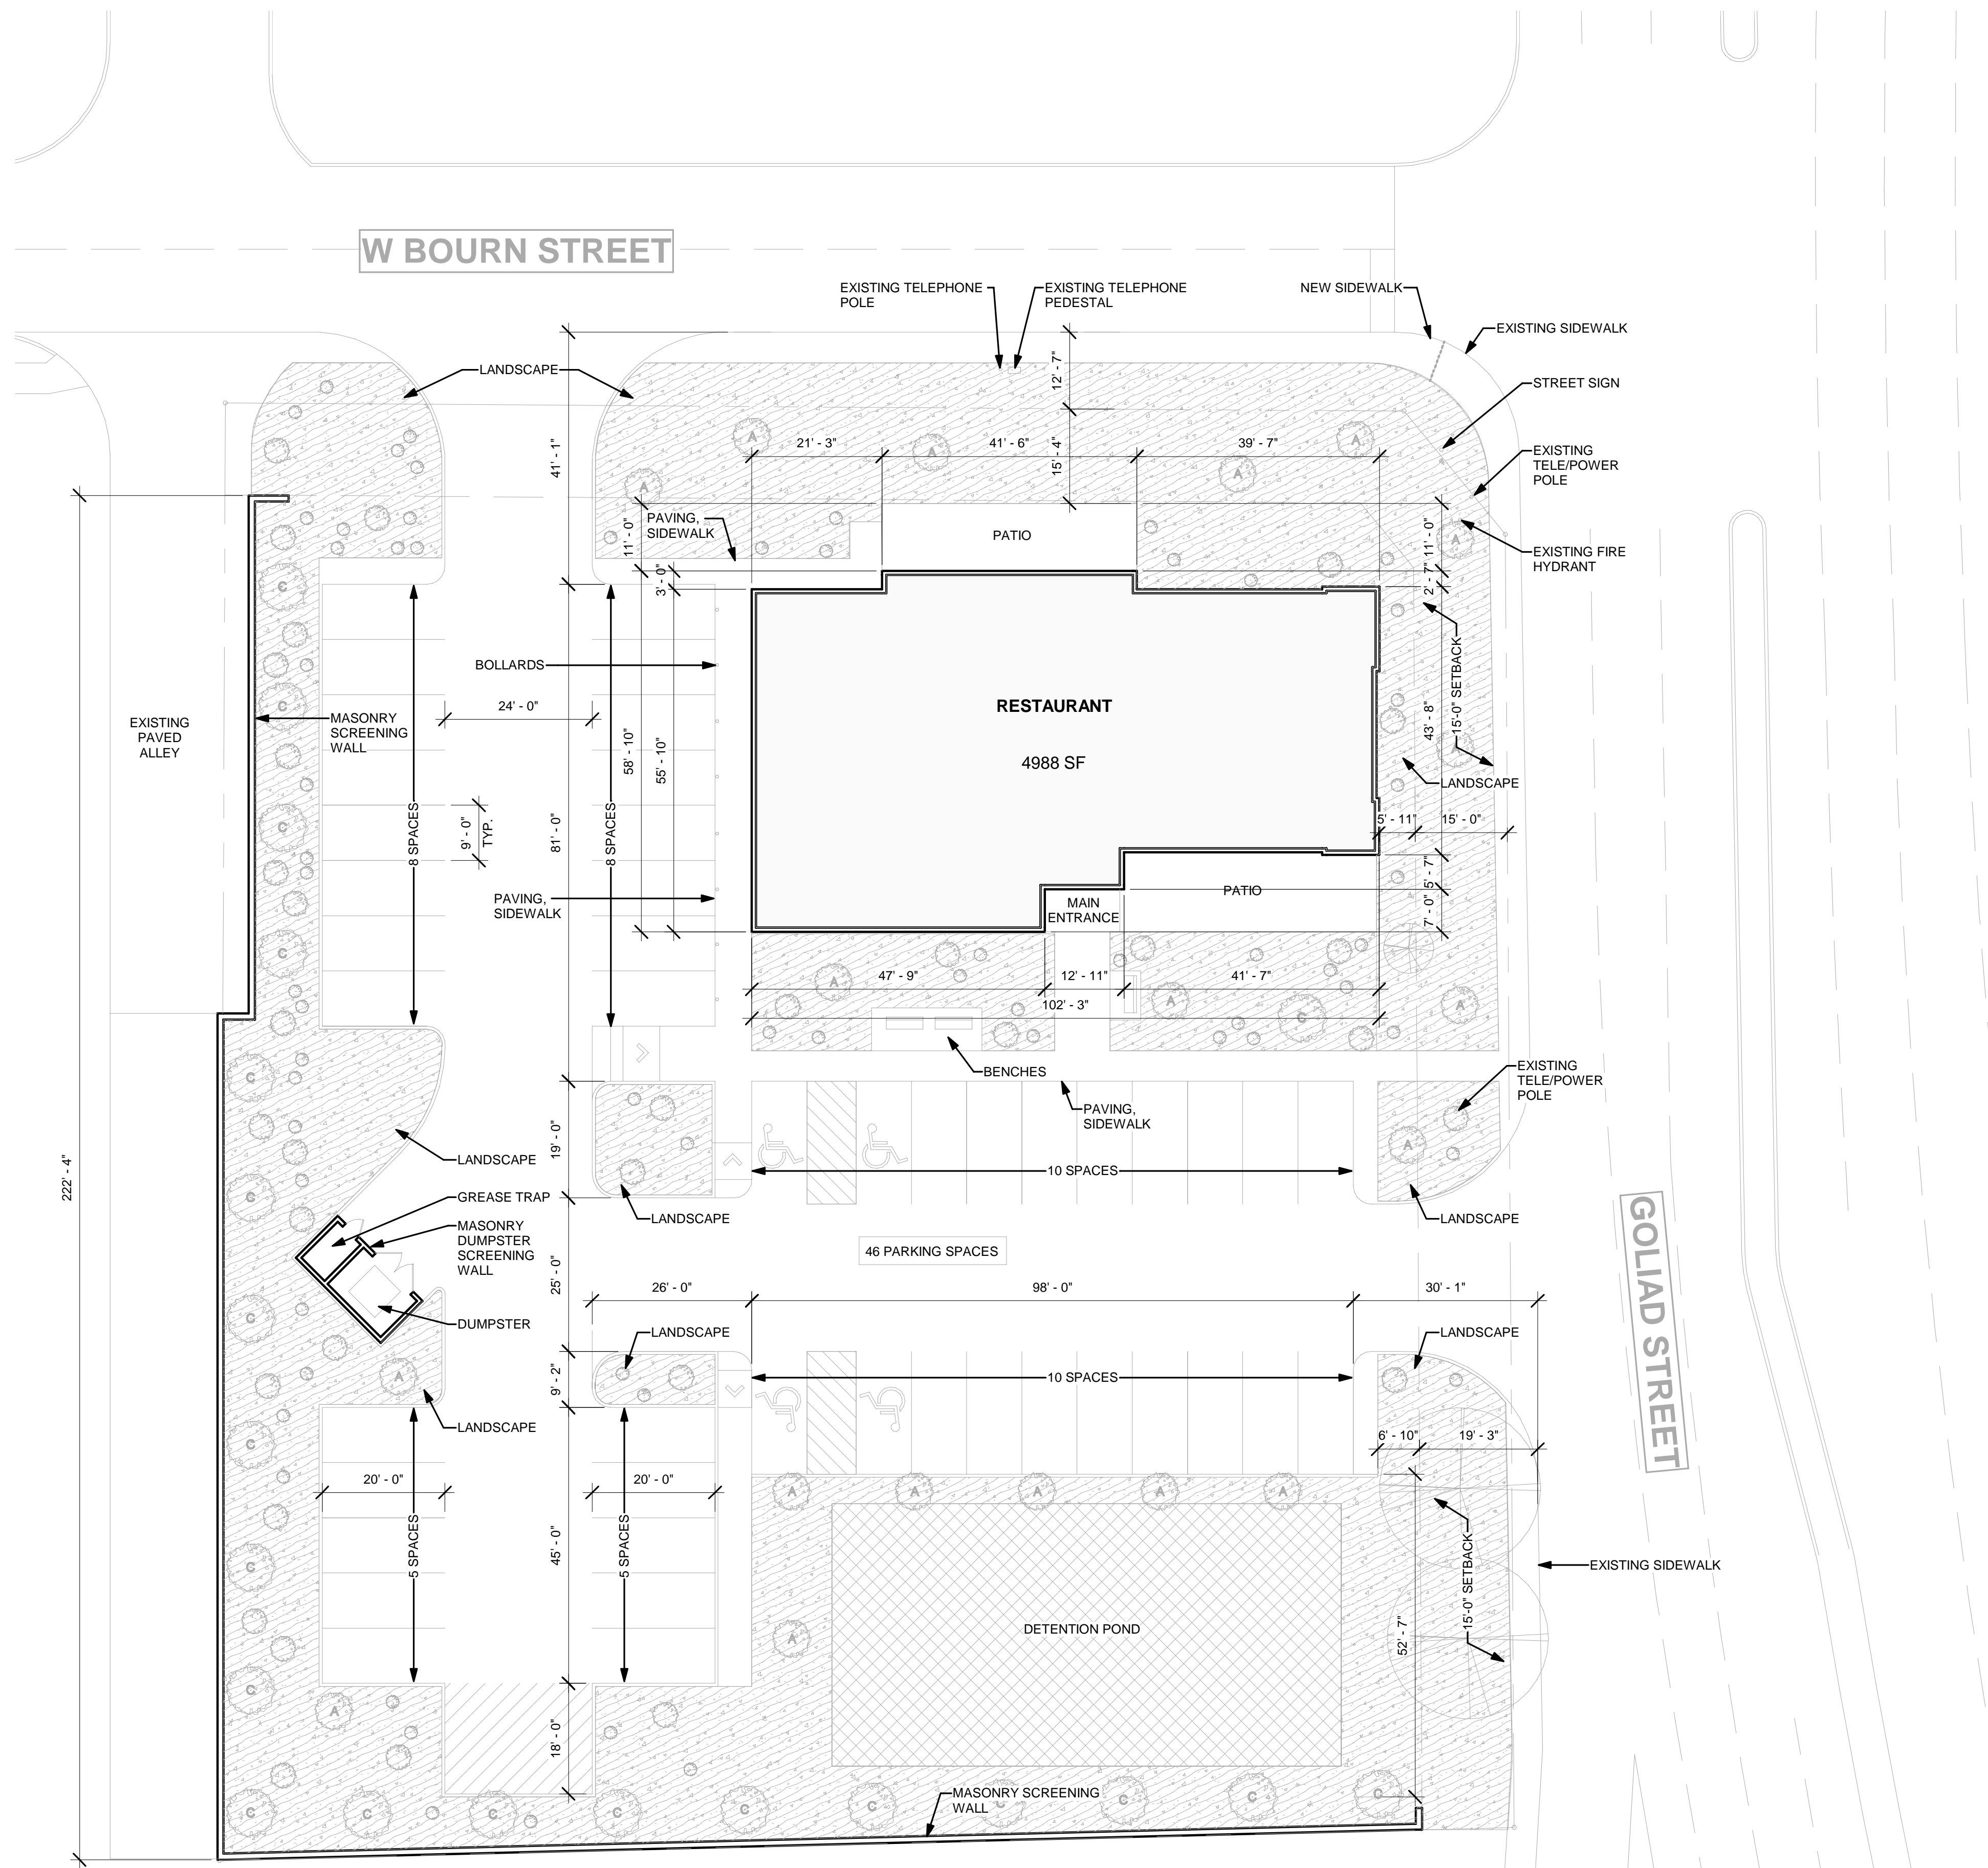 W BOURN STREET
EXISTING TELEPHONE
POLE
EXISTING TELEPHONE
PEDESTAL
NEW SIDEWALK
EXISTING SIDEWALK
LANDSCAPE
12' - 7"
STREET SIGN
41' - 1"
21' - 3"
41' - 6"
15' - 4"
39' - 7"
A
A
A
A
A
EXISTING
TELE/POWER
POLE
PAVING,
SIDEWALK
11' - 0"
PATIO
11' - 0"
A
EXISTING FIRE
HYDRANT
C
3' - 0"
2' - 7"
BOLLARDS
15'-0" SETBACK
24' - 0"
C
MASONRY
SCREENING
WALL
EXISTING
PAVED
ALLEY
RESTAURANT
4988 SF
58' - 10"
55' - 10"
43' - 8"
A
LANDSCAPE
8 SPACES
8 SPACES
9' - 0"
TYP.
81' - 0"
C
5' - 11"
15' - 0"
PAVING,
SIDEWALK
PATIO
5' - 7"
MAIN
ENTRANCE
7' - 0"
C
A
47' - 9"
12' - 11"
41' - 7"
102' - 3"
A
C
A
C
BENCHES
EXISTING
TELE/POWER
POLE
PAVING,
SIDEWALK
19' - 0"
A
LANDSCAPE
10 SPACES
222' - 4"
C
GREASE TRAP
LANDSCAPE
LANDSCAPE
MASONRY
DUMPSTER
SCREENING
WALL
46 PARKING SPACES
GOLIAD STREET
25' - 0"
26' - 0"
98' - 0"
30' - 1"
C
DUMPSTER
LANDSCAPE
LANDSCAPE
9' - 2"
A
10 SPACES
LANDSCAPE
C
6' - 10"
19' - 3"
20' - 0"
20' - 0"
A
A
A
A
A
5 SPACES
5 SPACES
45' - 0"
C
EXISTING SIDEWALK
15'-0" SETBACK
52' - 7"
A
DETENTION POND
C
A
18' - 0"
MASONRY SCREENING
WALL
C
C
C
C
C
C
C
C
C
C